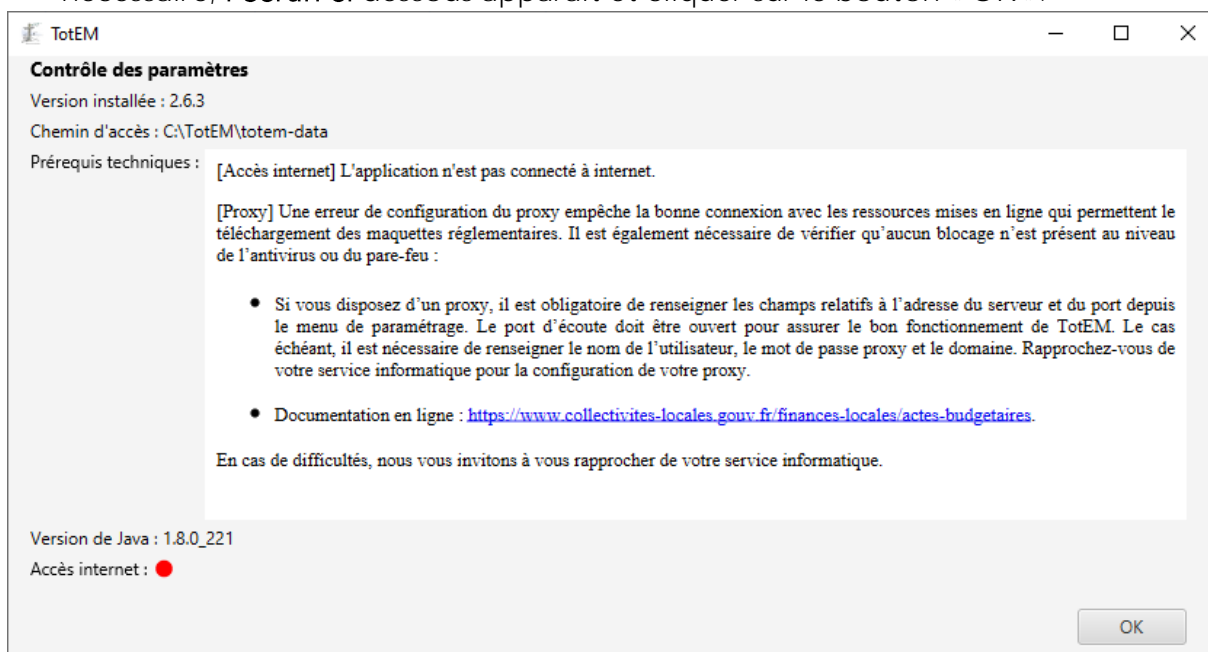 TotEM
Contrôle des paramètres
Version installée : 2.6.3
Chemin d'accès : C:\TotEM\totem-data
Prérequis techniques :
[Accès internet] L'application n'est pas connecté à internet.
[Proxy] Une erreur de configuration du proxy empêche la bonne connexion avec les ressources mises en ligne qui permettent le
téléchargement des maquettes réglementaires. Il est également nécessaire de vérifier qu’aucun blocage n’est présent au niveau
de l’antivirus ou du pare-feu :
● Si vous disposez d’un proxy, il est obligatoire de renseigner les champs relatifs à l’adresse du serveur et du port depuis
le menu de paramétrage. Le port d’écoute doit être ouvert pour assurer le bon fonctionnement de TotEM. Le cas
échéant, il est nécessaire de renseigner le nom de l’utilisateur, le mot de passe proxy et le domaine. Rapprochez-vous de
votre service informatique pour la configuration de votre proxy.
● Documentation en ligne : https://www.collectivites-locales.gouv.fr/finances-locales/actes-budgetaires.
En cas de difficultés, nous vous invitons à vous rapprocher de votre service informatique.
Version de Java : 1.8.0_221
Accès internet :
OK